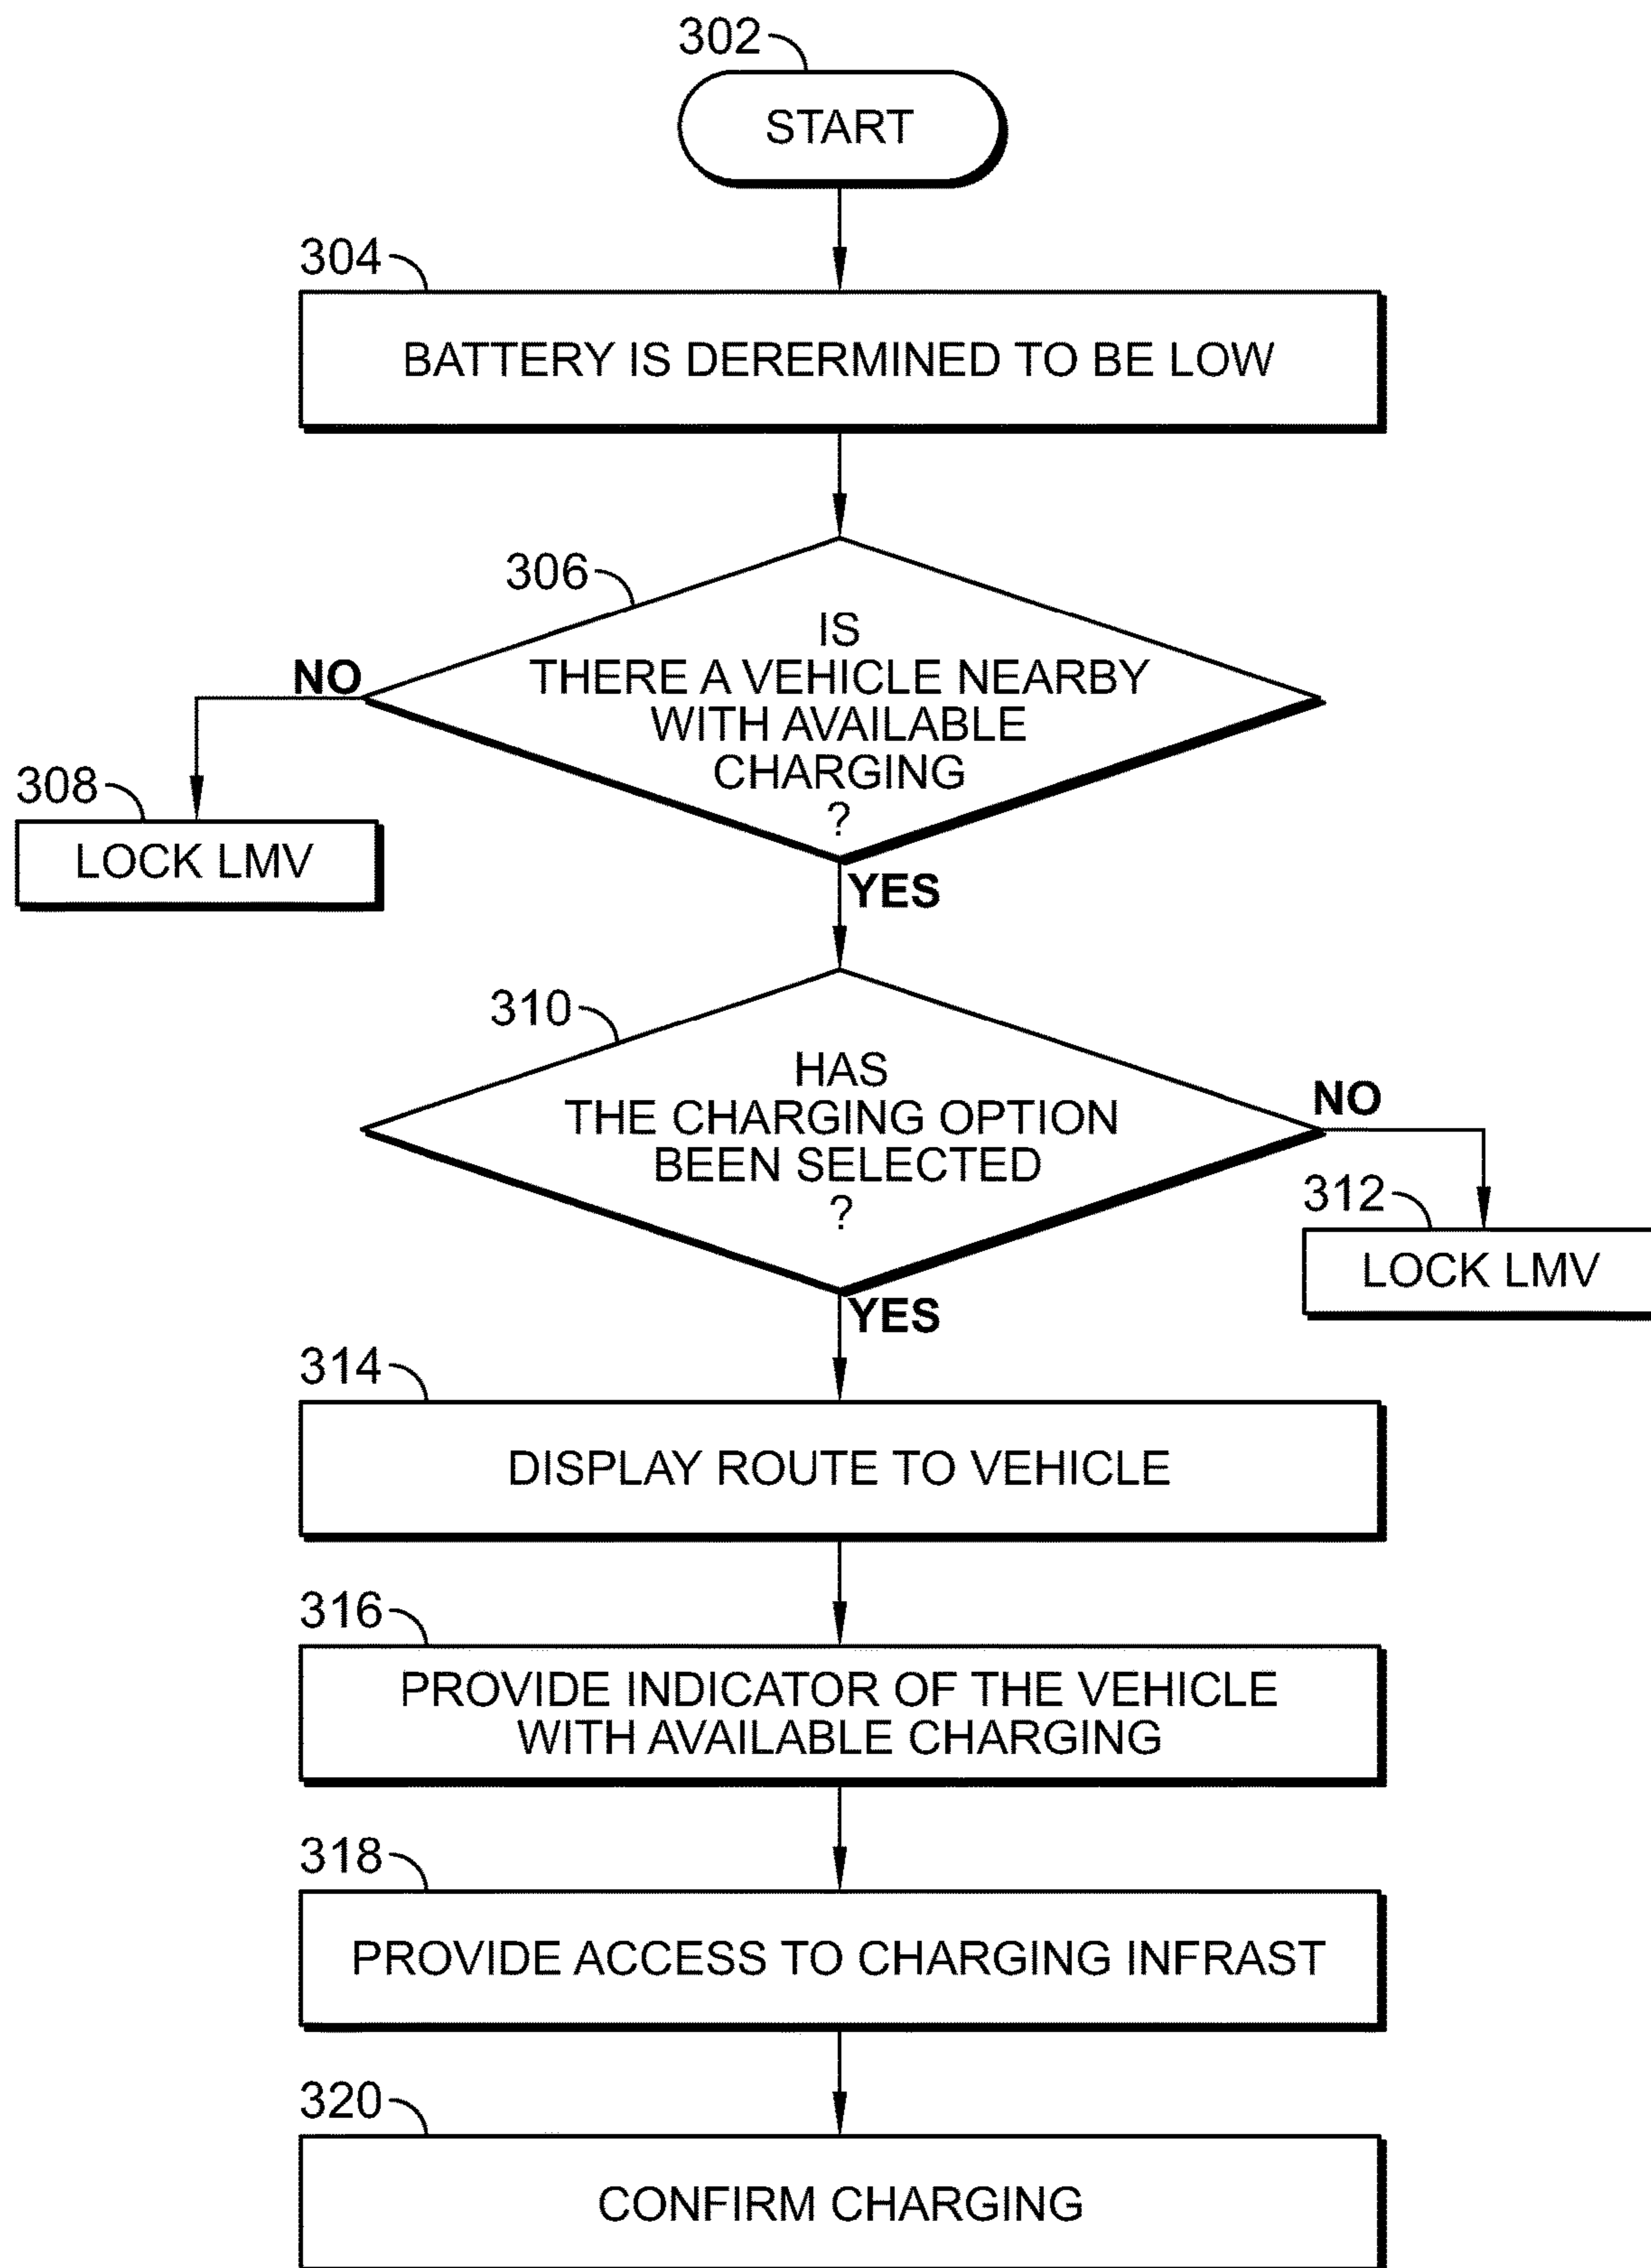 302
START
304
BATTERY IS DERERMINED TO BE LOW
306
IS
THERE A VEHICLE NEARBY
WITH AVAILABLE
CHARGING
?
NO
308
LOCK LMV
YES
310
HAS
THE CHARGING OPTION
BEEN SELECTED
?
NO
312
LOCK LMV
YES
314
DISPLAY ROUTE TO VEHICLE
316
PROVIDE INDICATOR OF THE VEHICLE
WITH AVAILABLE CHARGING
318
PROVIDE ACCESS TO CHARGING INFRAST
320
CONFIRM CHARGING